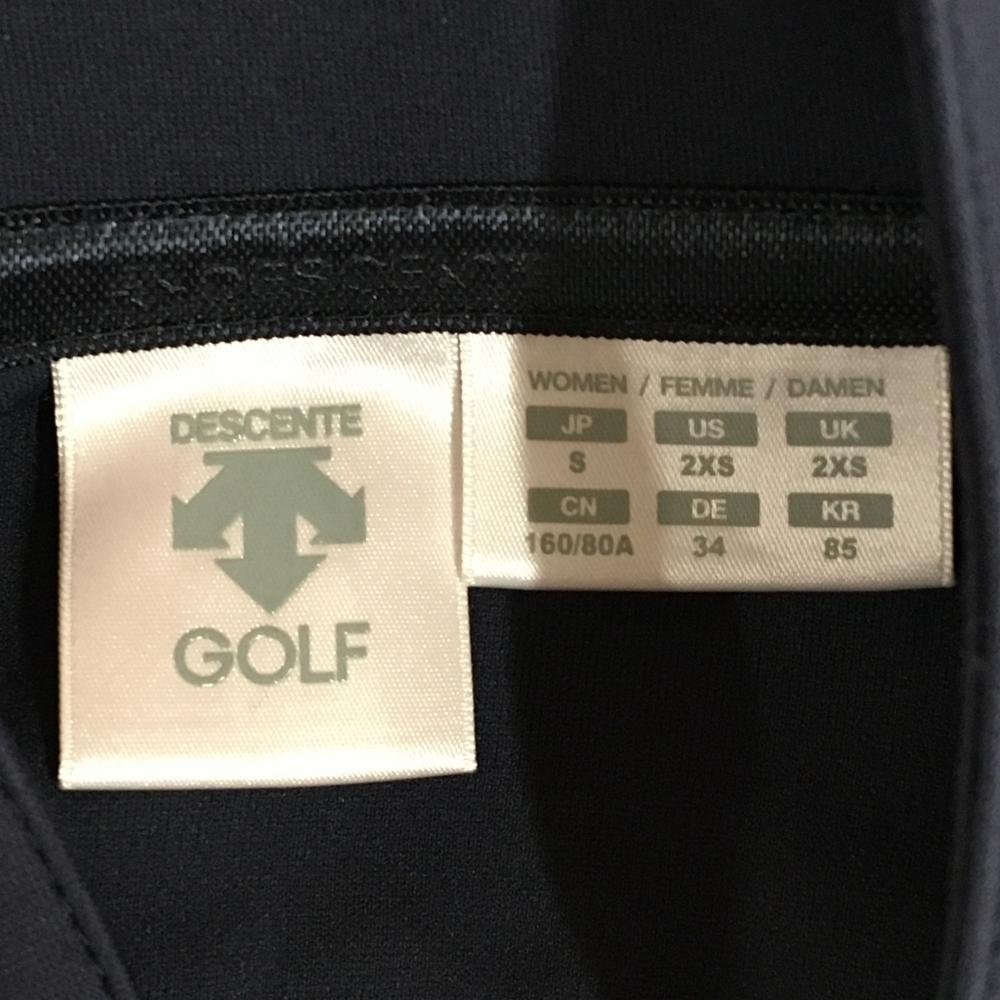 DESCENTE
GOLF
WOMEN / FEMME / DAMEN
JP US UK
S 2XS 2XS
CN DE KR
160/80A 34 85